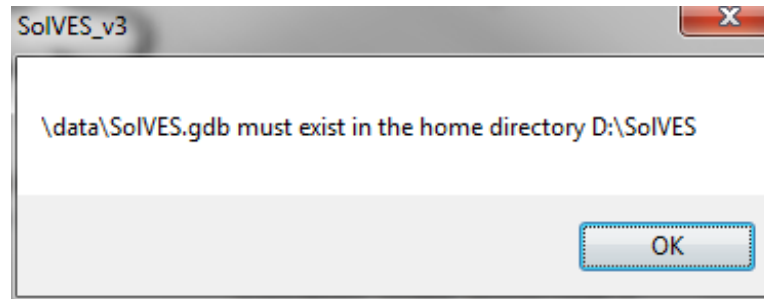 SolVES_v3
\data\SolVES.gdb must exist in the home directory D:\SolVES
OK